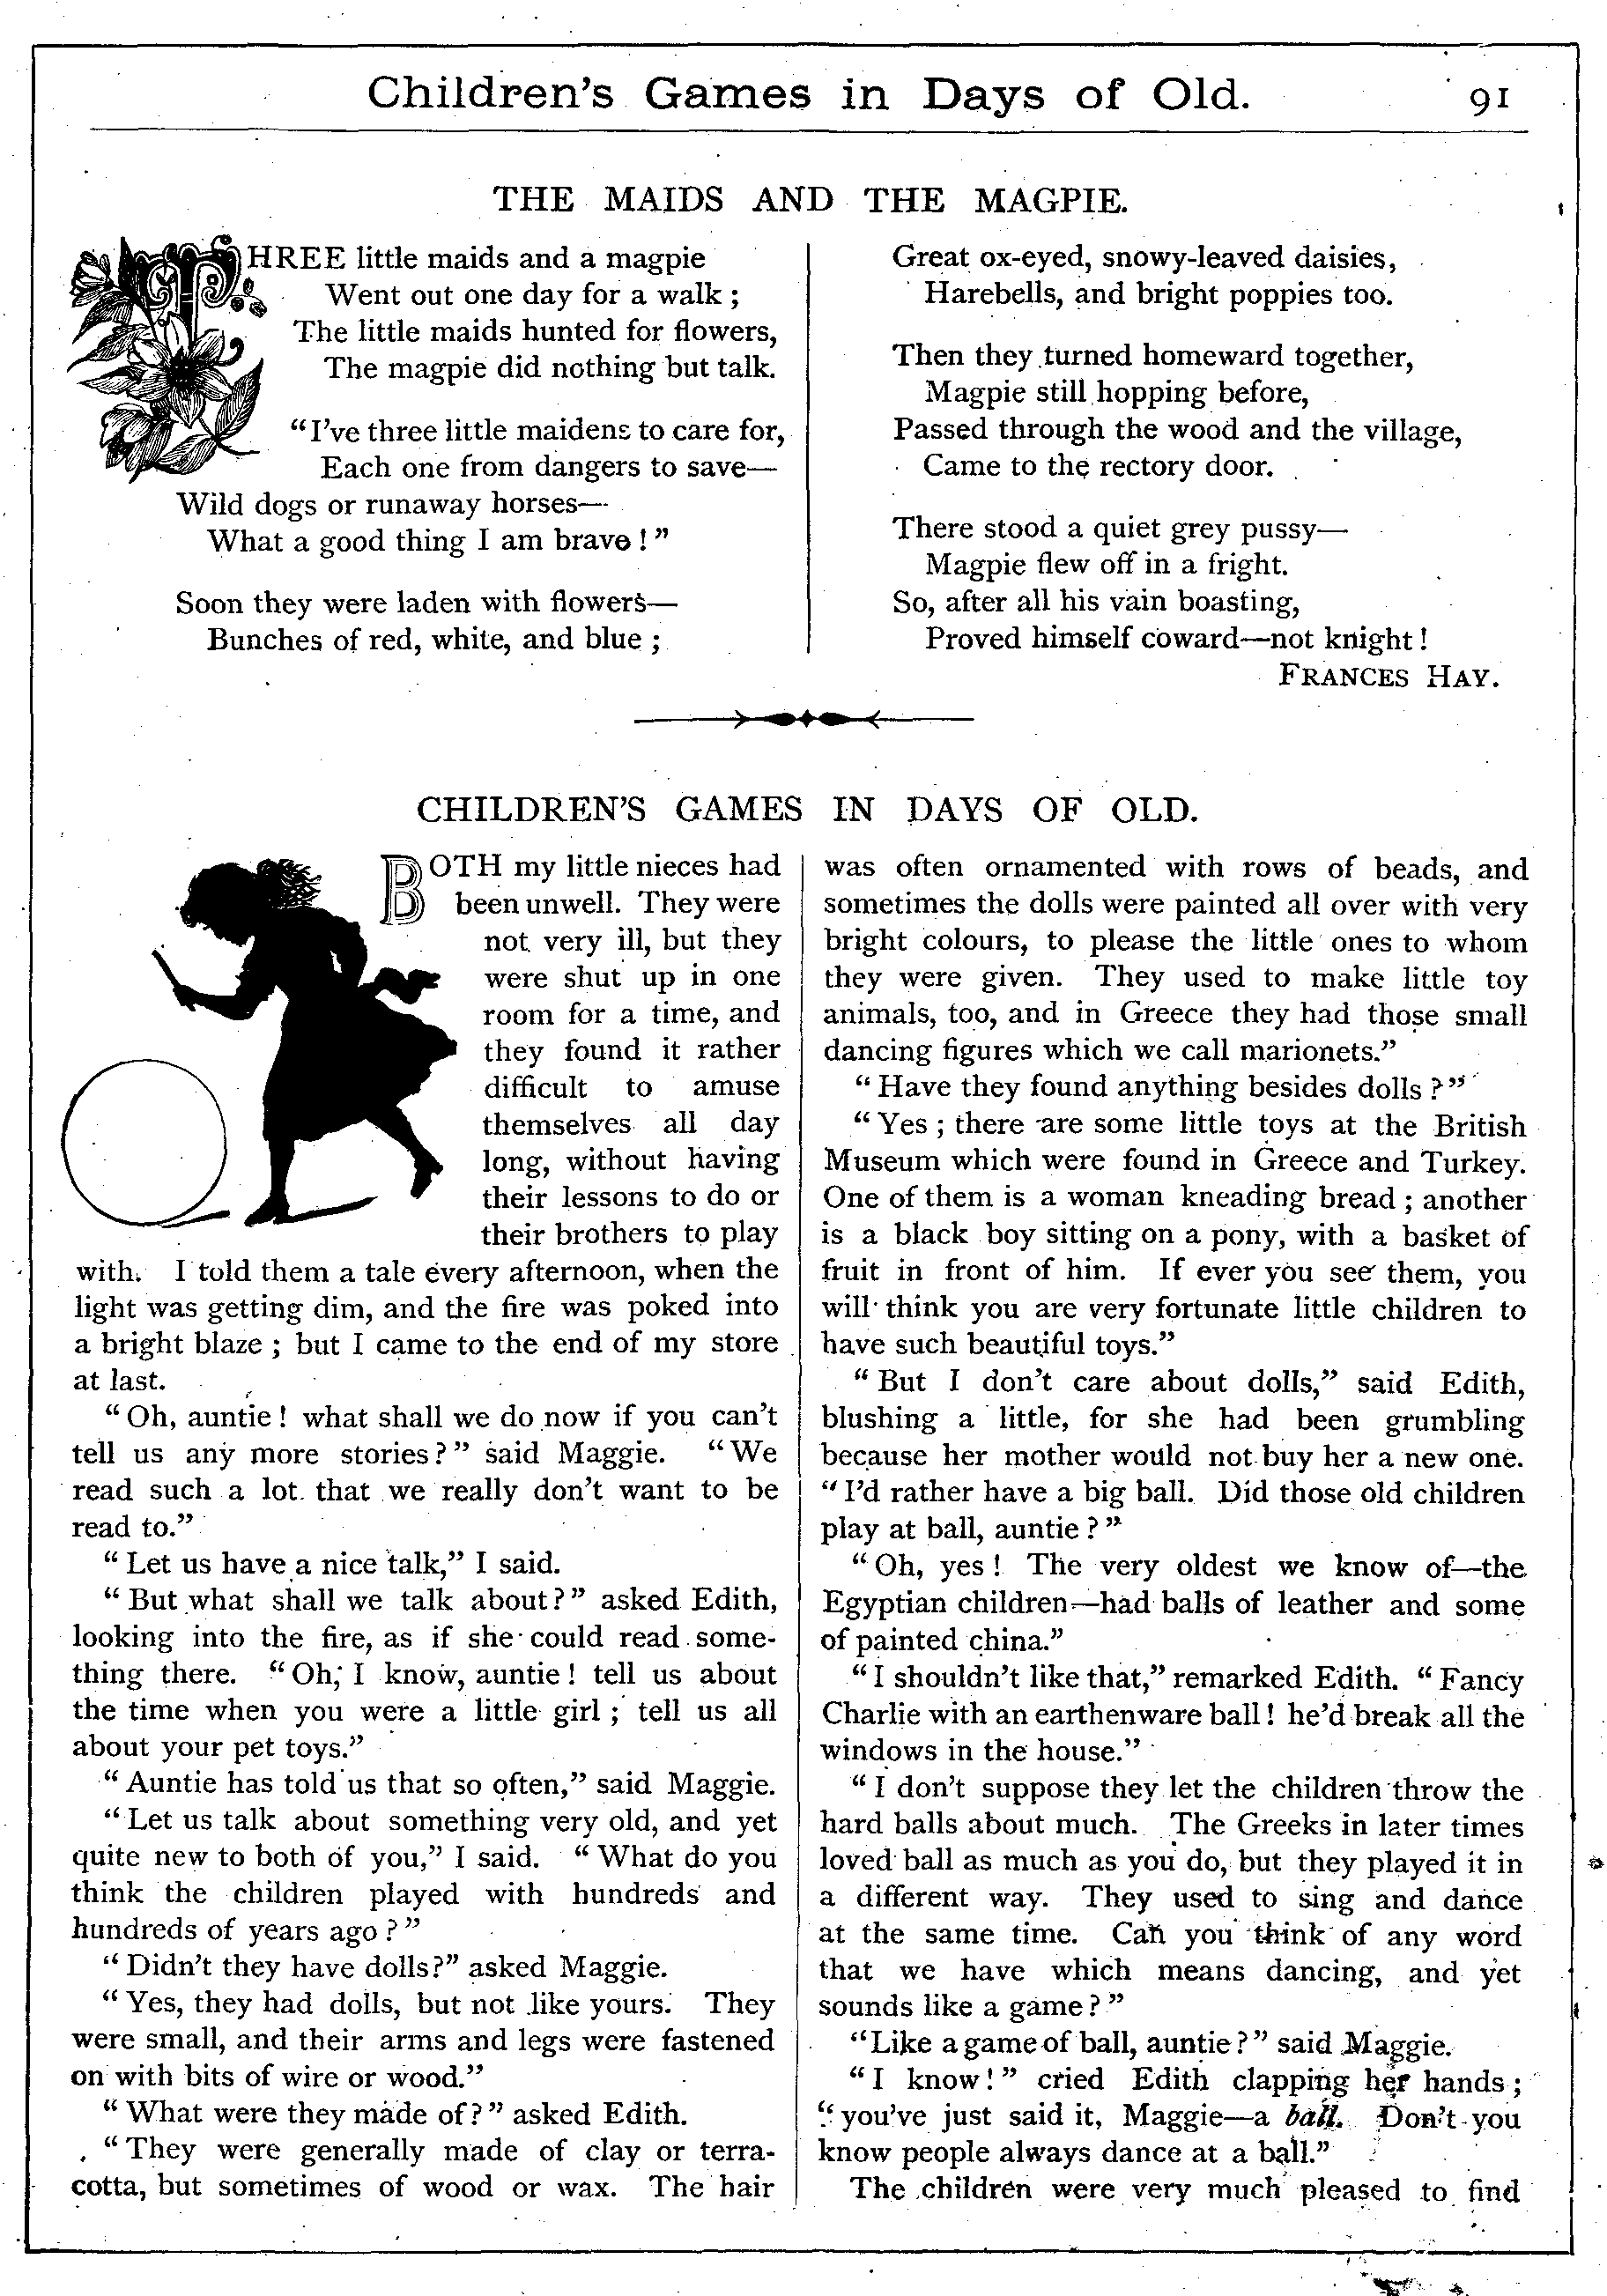 Children's Games in Days of Old. 91
THE MAIDS AND THE MAGPIE.
THREE little maids and a magpie
Went out one day for a walk ;
The little maids hunted for flowers,
The magpie did nothing but talk.
"I've three little maidens to care for,
Each one from dangers to save—
Wild dogs or runaway horses—
What a good thing I am brave ! "
Soon they were laden with flowers—
Bunches of red, white, and blue ;
Great ox-eyed, snowy-leaved daisies,
Harebells, and bright poppies too.
Then they turned homeward together,
Magpie still hopping before,
Passed through the wood and the village,
Came to the rectory door.
There stood a quiet grey pussy—
Magpie flew off in a fright.
So, after all his vain boasting,
Proved himself coward—not knight !
FRANCES HAY.
CHILDREN'S GAMES IN DAYS OF OLD.
BOTH my little nieces had
been unwell. They were
not very ill, but they
were shut up in one
room for a time, and
they found it rather
difficult to amuse
themselves all day
long, without having
their lessons to do or
their brothers to play
with. I told them a tale every afternoon, when the
light was getting dim, and the fire was poked into
a bright blaze ; but I came to the end of my store
at last.
"Oh, auntie ! what shall we do now if you can't
tell us any more stories ? " said Maggie. "We
read such a lot that we really don't want to be
read to."
"Let us have a nice talk," I said.
"But what shall we talk about ? " asked Edith,
looking into the fire, as if she could read some-
thing there. "Oh, I know, auntie ! tell us about
the time when you were a little girl ; tell us all
about your pet toys."
"Auntie has told us that so often," said Maggie.
"Let us talk about something very old, and yet
quite new to both of you," I said. "What do you
think the children played with hundreds and
hundreds of years ago ? "
"Didn't they have dolls?" asked Maggie.
"Yes, they had dolls, but not like yours. They
were small, and their arms and legs were fastened
on with bits of wire or wood."
"What were they made of ? " asked Edith.
"They were generally made of clay or terra-
cotta, but sometimes of wood or wax. The hair
was often ornamented with rows of beads, and
sometimes the dolls were painted all over with very
bright colours, to please the little ones to whom
they were given. They used to make little toy
animals, too, and in Greece they had those small
dancing figures which we call marionets."
"Have they found anything besides dolls ? "
"Yes ; there are some little toys at the British
Museum which were found in Greece and Turkey.
One of them is a woman kneading bread ; another
is a black boy sitting on a pony, with a basket of
fruit in front of him. If ever you see them, you
will think you are very fortunate little children to
have such beautiful toys."
"But I don't care about dolls," said Edith,
blushing a little, for she had been grumbling
because her mother would not buy her a new one.
"I'd rather have a big ball. Did those old children
play at ball, auntie ? "
"Oh, yes ! The very oldest we know of—the
Egyptian children—had balls of leather and some
of painted china."
"I shouldn't like that," remarked Edith. "Fancy
Charlie with an earthenware ball ! he'd break all the
windows in the house."
"I don't suppose they let the children throw the
hard balls about much. The Greeks in later times
loved ball as much as you do, but they played it in
a different way. They used to sing and dance
at the same time. Can you think of any word
that we have which means dancing, and yet
sounds like a game ? "
"Like a game of ball, auntie ? " said Maggie.
"I know ! " cried Edith clapping her hands ;
"you've just said it, Maggie—a ball. Don't you
know people always dance at a ball."
The children were very much pleased to find